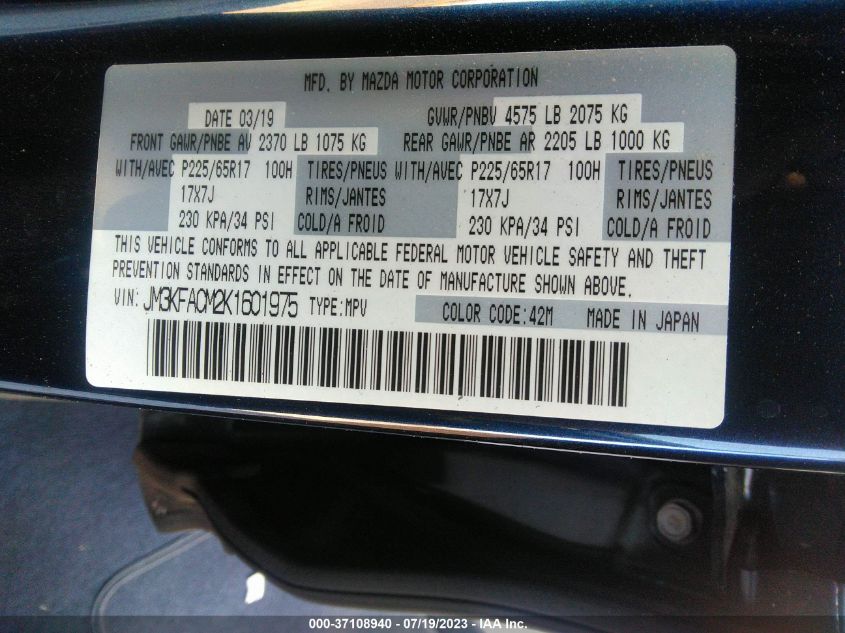 MFD. BY MAZDA MOTOR CORPORATION
DATE 03/19 GVWR/PNBV 4575 LB 2075 KG
FRONT GAWR/PNBE AV 2370 LB 1075 KG REAR GAWR/PNBE AR 2205 LB 1000 KG
WITH/AVEC P225/65R17 100H TIRES/PNEUS WITH/AVEC P225/65R17 100H TIRES/PNEUS
17X7J RIMS/JANTES 17X7J RIMS/JANTES
230 KPA/34 PSI COLD/A FROID 230 KPA/34 PSI COLD/A FROID
THIS VEHICLE CONFORMS TO ALL APPLICABLE FEDERAL MOTOR VEHICLE SAFETY AND THEFT
PREVENTION STANDARDS IN EFFECT ON THE DATE OF MANUFACTURE SHOWN ABOVE.
VIN: JM3KFACM2K1601975 TYPE:MPV COLOR CODE:42M MADE IN JAPAN
000-37108940 - 07/19/2023 - IAA Inc.